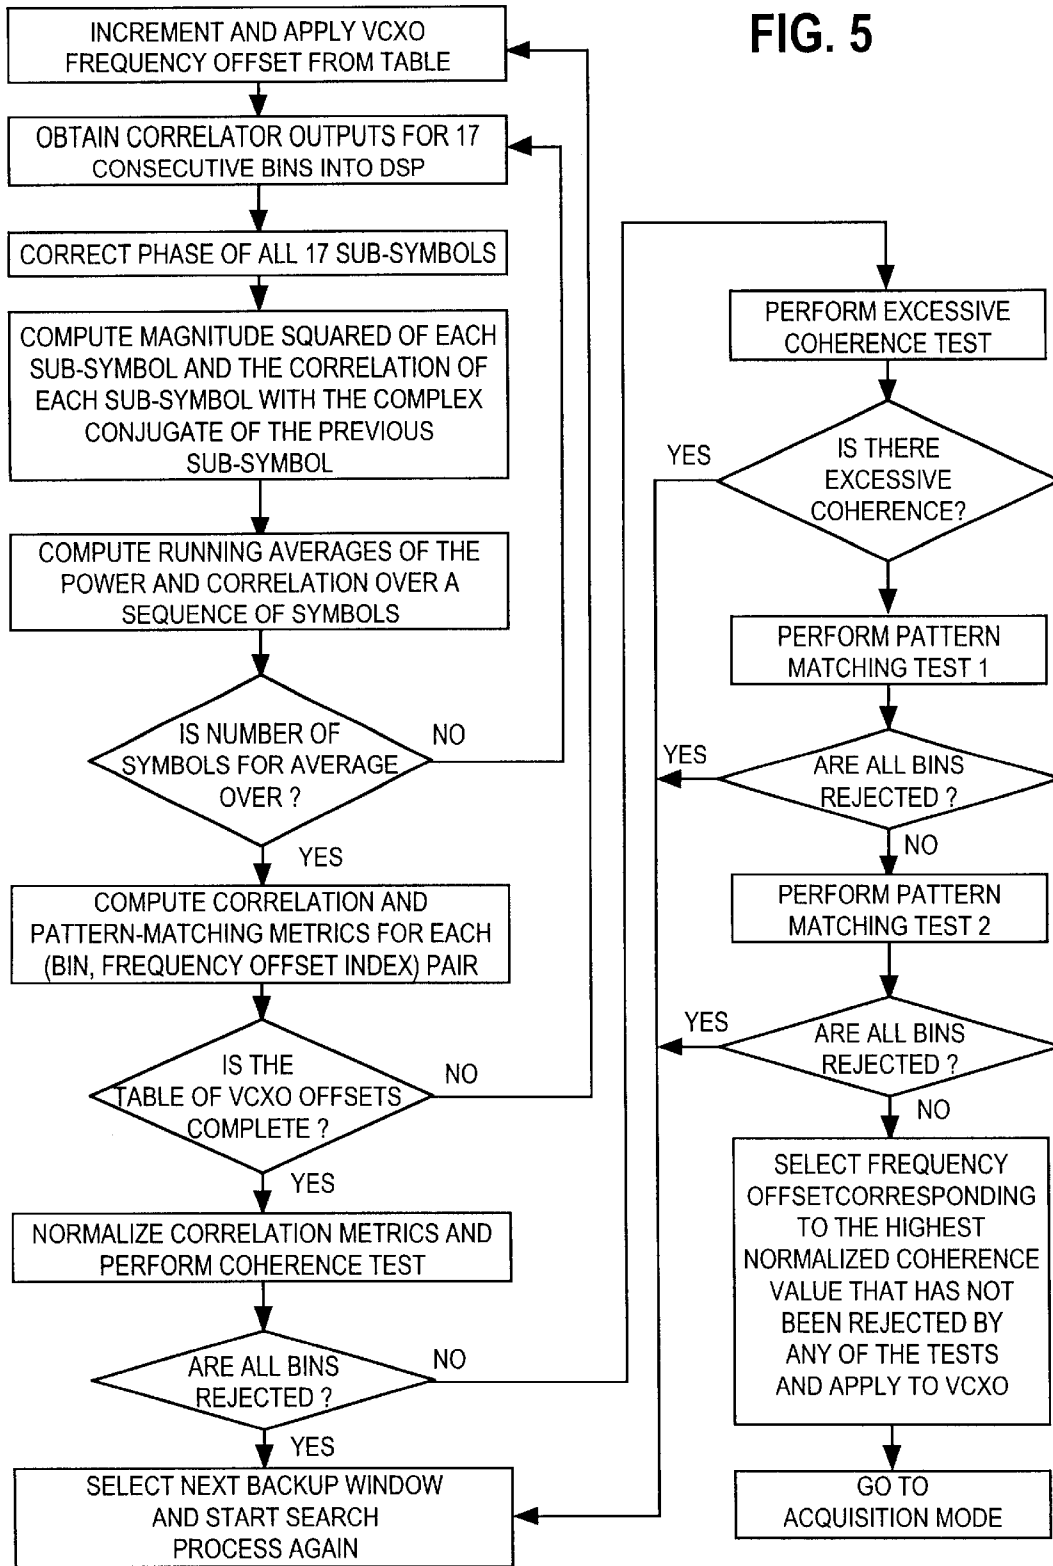 FIG. 5
INCREMENT AND APPLY VCXO
FREQUENCY OFFSET FROM TABLE
OBTAIN CORRELATOR OUTPUTS FOR 17
CONSECUTIVE BINS INTO DSP
CORRECT PHASE OF ALL 17 SUB-SYMBOLS
COMPUTE MAGNITUDE SQUARED OF EACH
SUB-SYMBOL AND THE CORRELATION OF
EACH SUB-SYMBOL WITH THE COMPLEX
CONJUGATE OF THE PREVIOUS
SUB-SYMBOL
COMPUTE RUNNING AVERAGES OF THE
POWER AND CORRELATION OVER A
SEQUENCE OF SYMBOLS
IS NUMBER OF
SYMBOLS FOR AVERAGE
OVER ?
NO
YES
COMPUTE CORRELATION AND
PATTERN-MATCHING METRICS FOR EACH
(BIN, FREQUENCY OFFSET INDEX) PAIR
IS THE
TABLE OF VCXO OFFSETS
COMPLETE ?
NO
YES
NORMALIZE CORRELATION METRICS AND
PERFORM COHERENCE TEST
ARE ALL BINS
REJECTED ?
NO
YES
SELECT NEXT BACKUP WINDOW
AND START SEARCH
PROCESS AGAIN
PERFORM EXCESSIVE
COHERENCE TEST
IS THERE
EXCESSIVE
COHERENCE?
YES
PERFORM PATTERN
MATCHING TEST 1
ARE ALL BINS
REJECTED ?
YES
NO
PERFORM PATTERN
MATCHING TEST 2
ARE ALL BINS
REJECTED ?
YES
NO
SELECT FREQUENCY
OFFSETCORRESPONDING
TO THE HIGHEST
NORMALIZED COHERENCE
VALUE THAT HAS NOT
BEEN REJECTED BY
ANY OF THE TESTS
AND APPLY TO VCXO
GO TO
ACQUISITION MODE